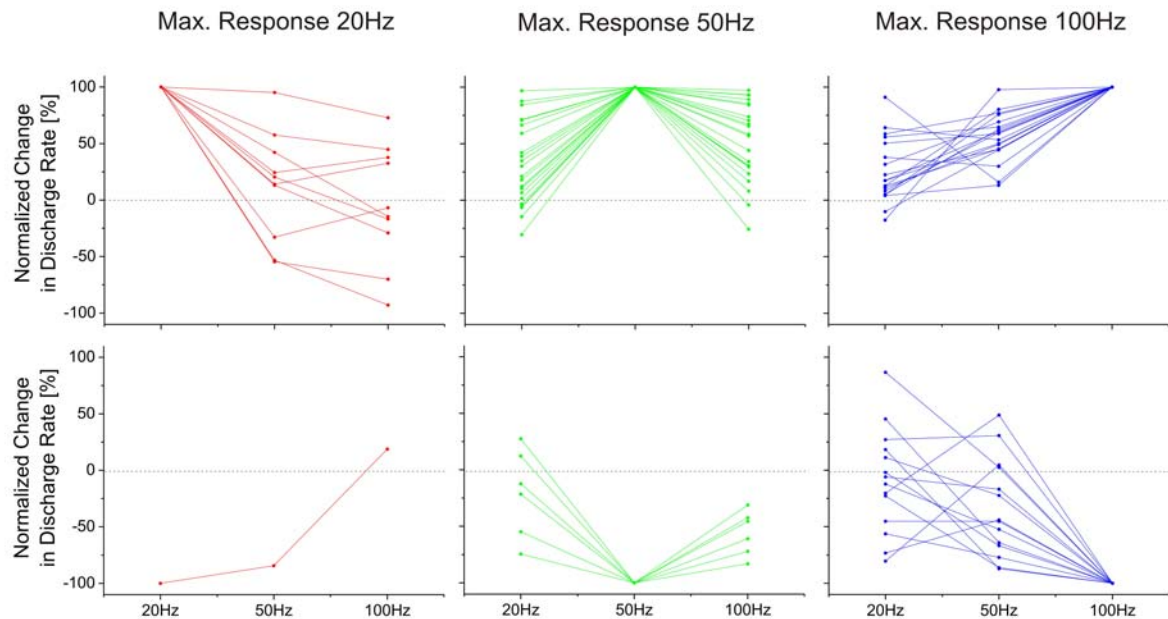 Max. Response 20Hz
Max. Response 50Hz
Max. Response 100Hz
Normalized Change
in Discharge Rate [%]
100
50
0
-50
-100
Normalized Change
in Discharge Rate [%]
100
50
0
-50
-100
20Hz
50Hz
100Hz
20Hz
50Hz
100Hz
20Hz
50Hz
100Hz